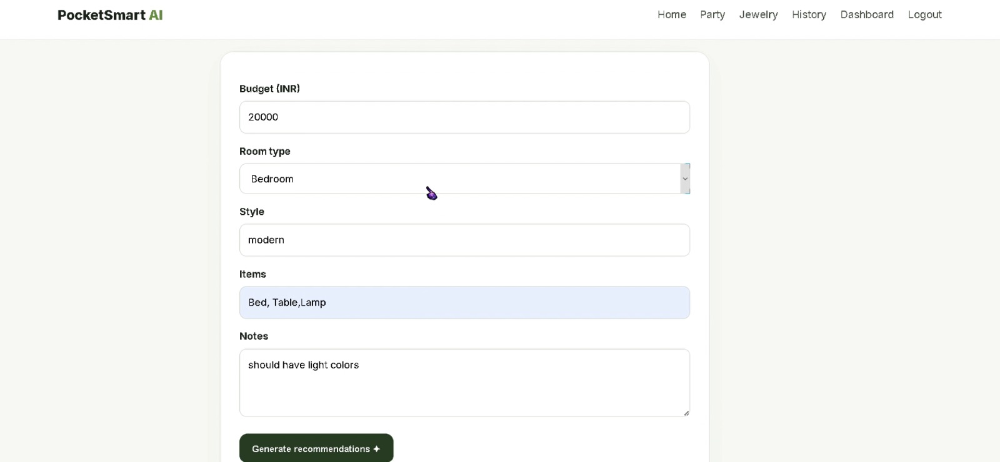 PocketSmart AI
Home Party Jewelry History Dashboard Logout
Budget (INR)
20000
Room type
Bedroom
Style
modern
Items
Bed, Table,Lamp
Notes
should have light colors
Generate recommendations ✦